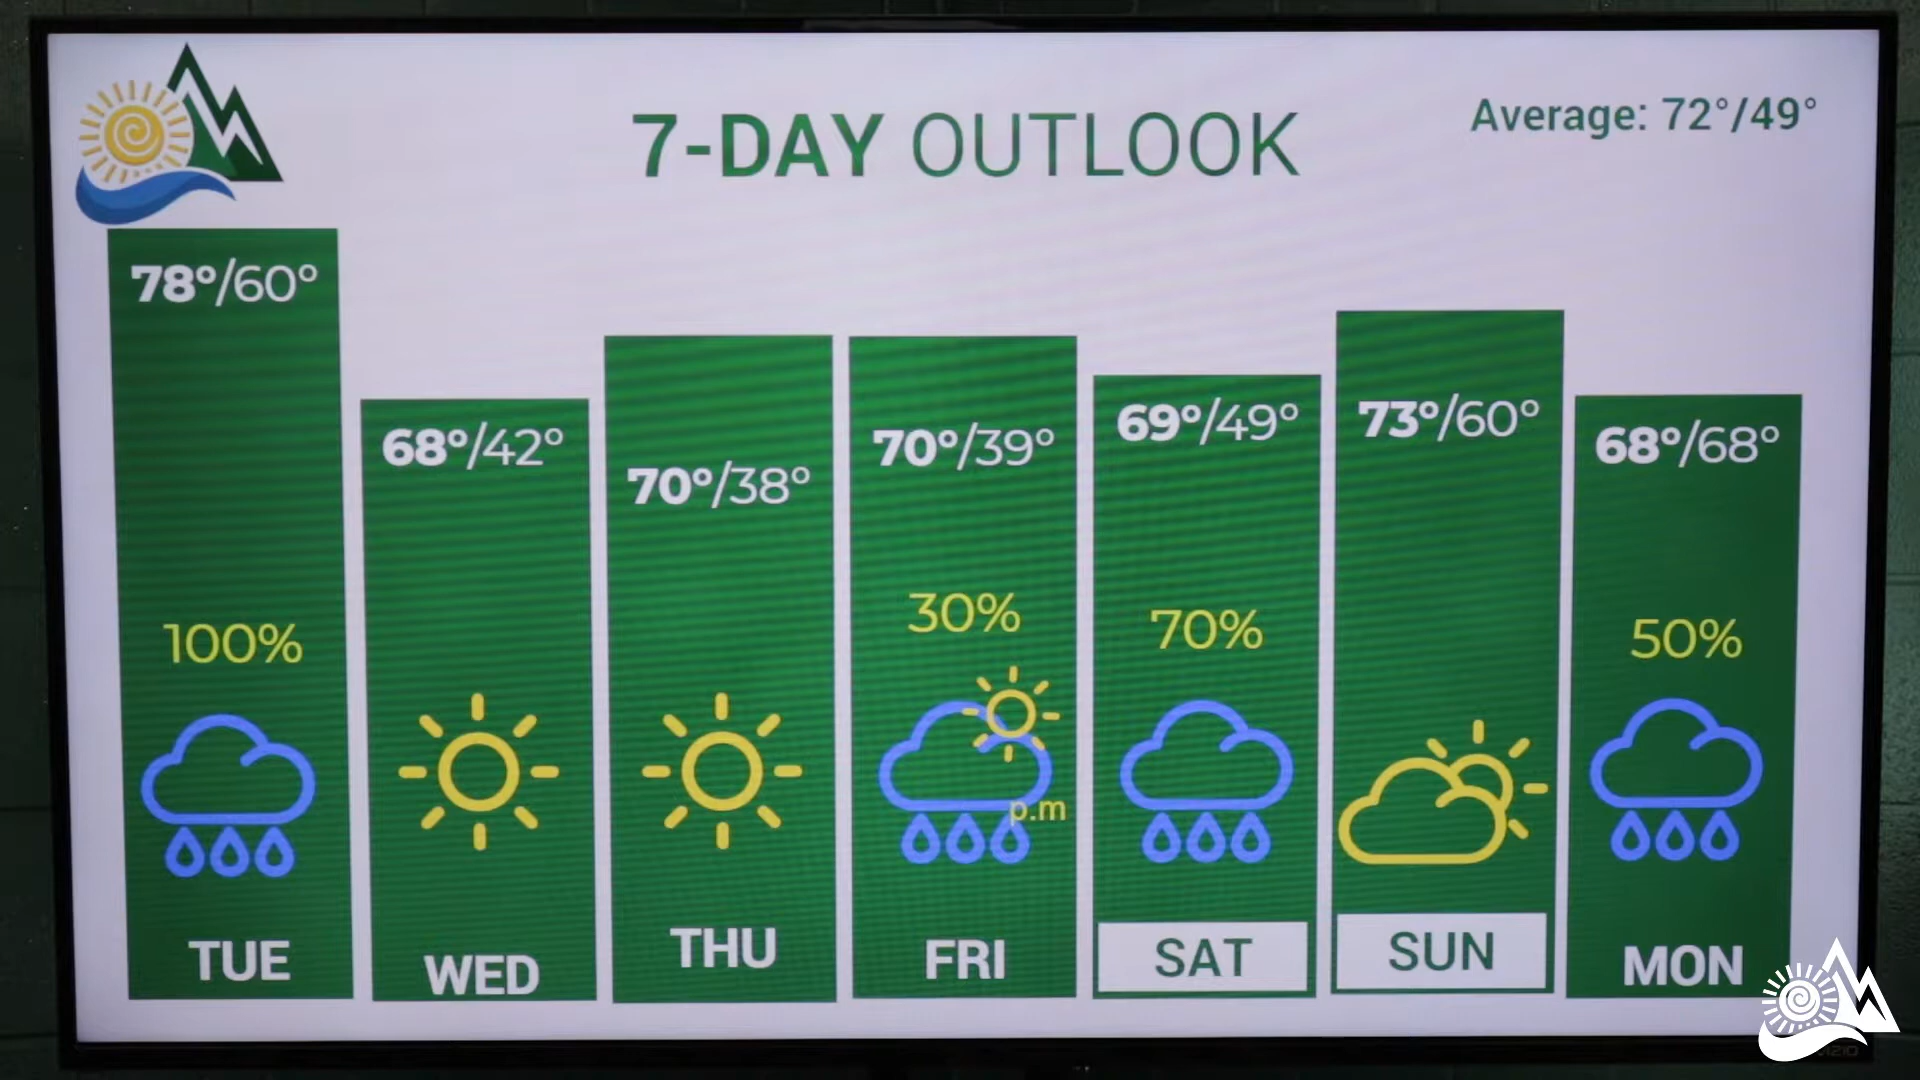 7-DAY OUTLOOK
Average: 72°/49°
78°/60°
100%
TUE
68°/42°
WED
70°/38°
THU
70°/39°
30%
p.m
FRI
69°/49°
70%
SAT
73°/60°
SUN
68°/68°
50%
MON